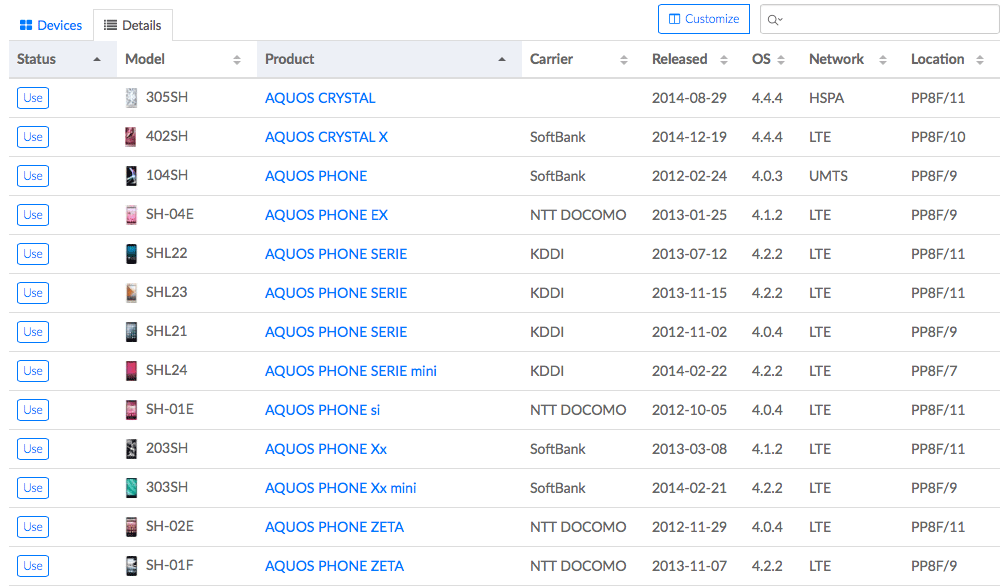 Devices Details Customize
Status Model Product Carrier Released OS Network Location
Use 305SH AQUOS CRYSTAL 2014-08-29 4.4.4 HSPA PP8F/11
Use 402SH AQUOS CRYSTAL X SoftBank 2014-12-19 4.4.4 LTE PP8F/10
Use 104SH AQUOS PHONE SoftBank 2012-02-24 4.0.3 UMTS PP8F/9
Use SH-04E AQUOS PHONE EX NTT DOCOMO 2013-01-25 4.1.2 LTE PP8F/9
Use SHL22 AQUOS PHONE SERIE KDDI 2013-07-12 4.2.2 LTE PP8F/11
Use SHL23 AQUOS PHONE SERIE KDDI 2013-11-15 4.2.2 LTE PP8F/11
Use SHL21 AQUOS PHONE SERIE KDDI 2012-11-02 4.0.4 LTE PP8F/9
Use SHL24 AQUOS PHONE SERIE mini KDDI 2014-02-22 4.2.2 LTE PP8F/7
Use SH-01E AQUOS PHONE si NTT DOCOMO 2012-10-05 4.0.4 LTE PP8F/11
Use 203SH AQUOS PHONE Xx SoftBank 2013-03-08 4.1.2 LTE PP8F/11
Use 303SH AQUOS PHONE Xx mini SoftBank 2014-02-21 4.2.2 LTE PP8F/9
Use SH-02E AQUOS PHONE ZETA NTT DOCOMO 2012-11-29 4.0.4 LTE PP8F/11
Use SH-01F AQUOS PHONE ZETA NTT DOCOMO 2013-11-07 4.2.2 LTE PP8F/9